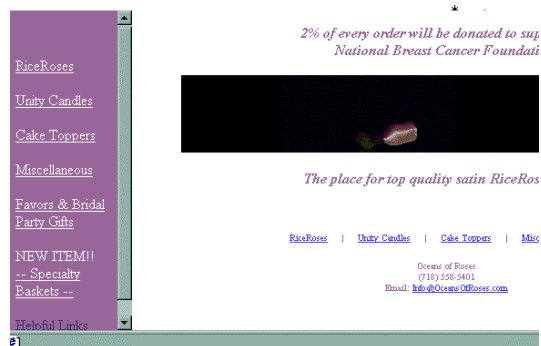 RiceRoses
Unity Candles
Cake Toppers
Miscellaneous
Favors & Bridal
Party Gifts
NEW ITEM!!
-- Specialty
Baskets --
Helpful Links
2% of every order will be donated to sup
National Breast Cancer Foundati
The place for top quality satin RiceRos
RiceRoses | Unity Candles | Cake Toppers | Misc
Oceans of Roses
(718) 558-5401
Email: Info@OceansOfRoses.com